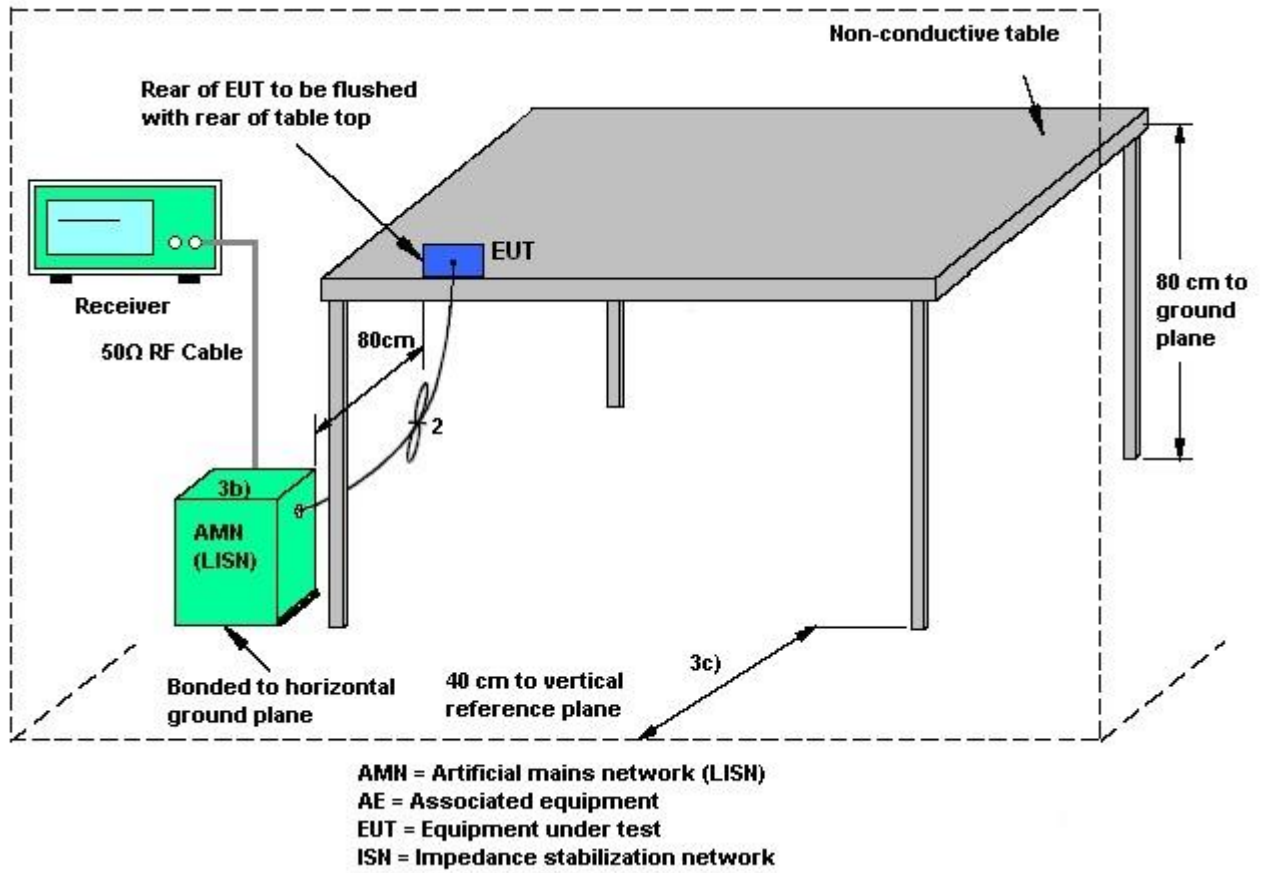 Non-conductive table
Rear of EUT to be flushed
with rear of table top
EUT
Receiver
80cm
80 cm to
ground
plane
50Ω RF Cable
2
3b)
AMN
(LISN)
3c)
Bonded to horizontal
ground plane
40 cm to vertical
reference plane
AMN = Artificial mains network (LISN)
AE = Associated equipment
EUT = Equipment under test
ISN = Impedance stabilization network